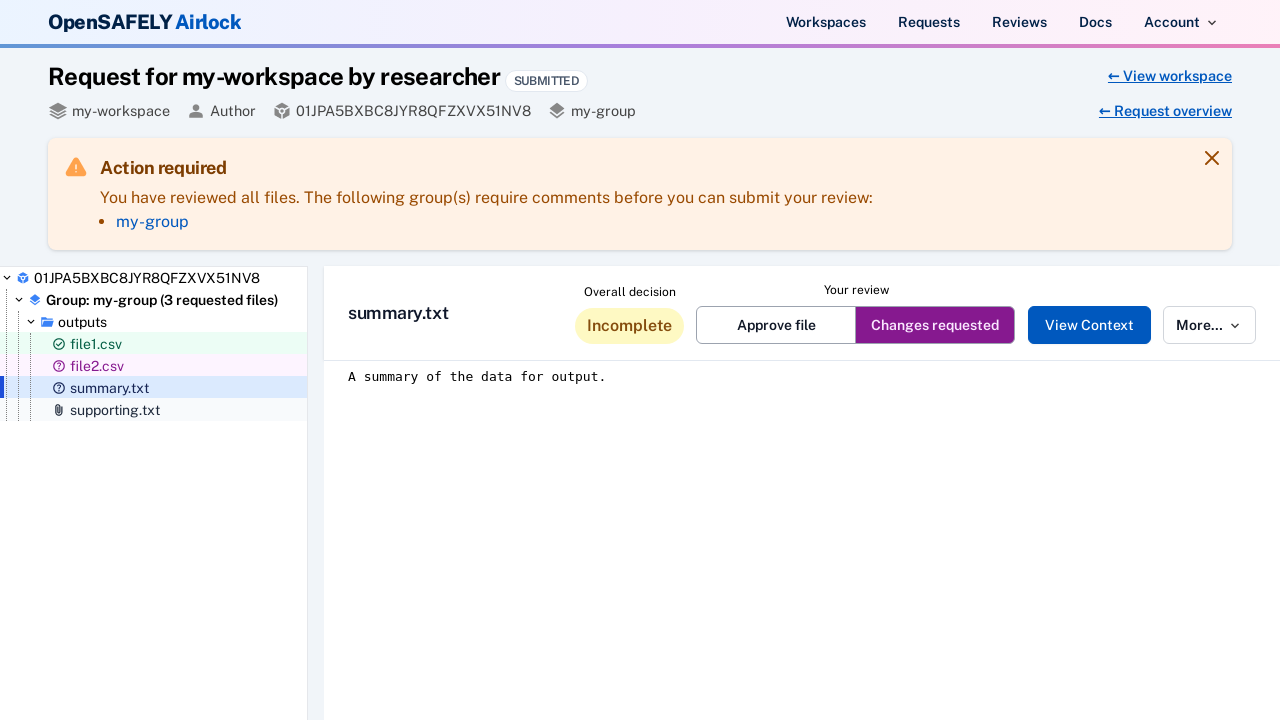 OpenSAFELY Airlock
Workspaces Requests Reviews Docs Account
Request for my-workspace by researcher SUBMITTED
← View workspace
my-workspace Author 01JPA5BXBC8JYR8QFZXVX51NV8 my-group
← Request overview
Action required
You have reviewed all files. The following group(s) require comments before you can submit your review:
my-group
01JPA5BXBC8JYR8QFZXVX51NV8
Group: my-group (3 requested files)
outputs
file1.csv
file2.csv
summary.txt
supporting.txt
summary.txt
Overall decision
Incomplete
Your review
Approve file Changes requested
View Context
More...
A summary of the data for output.